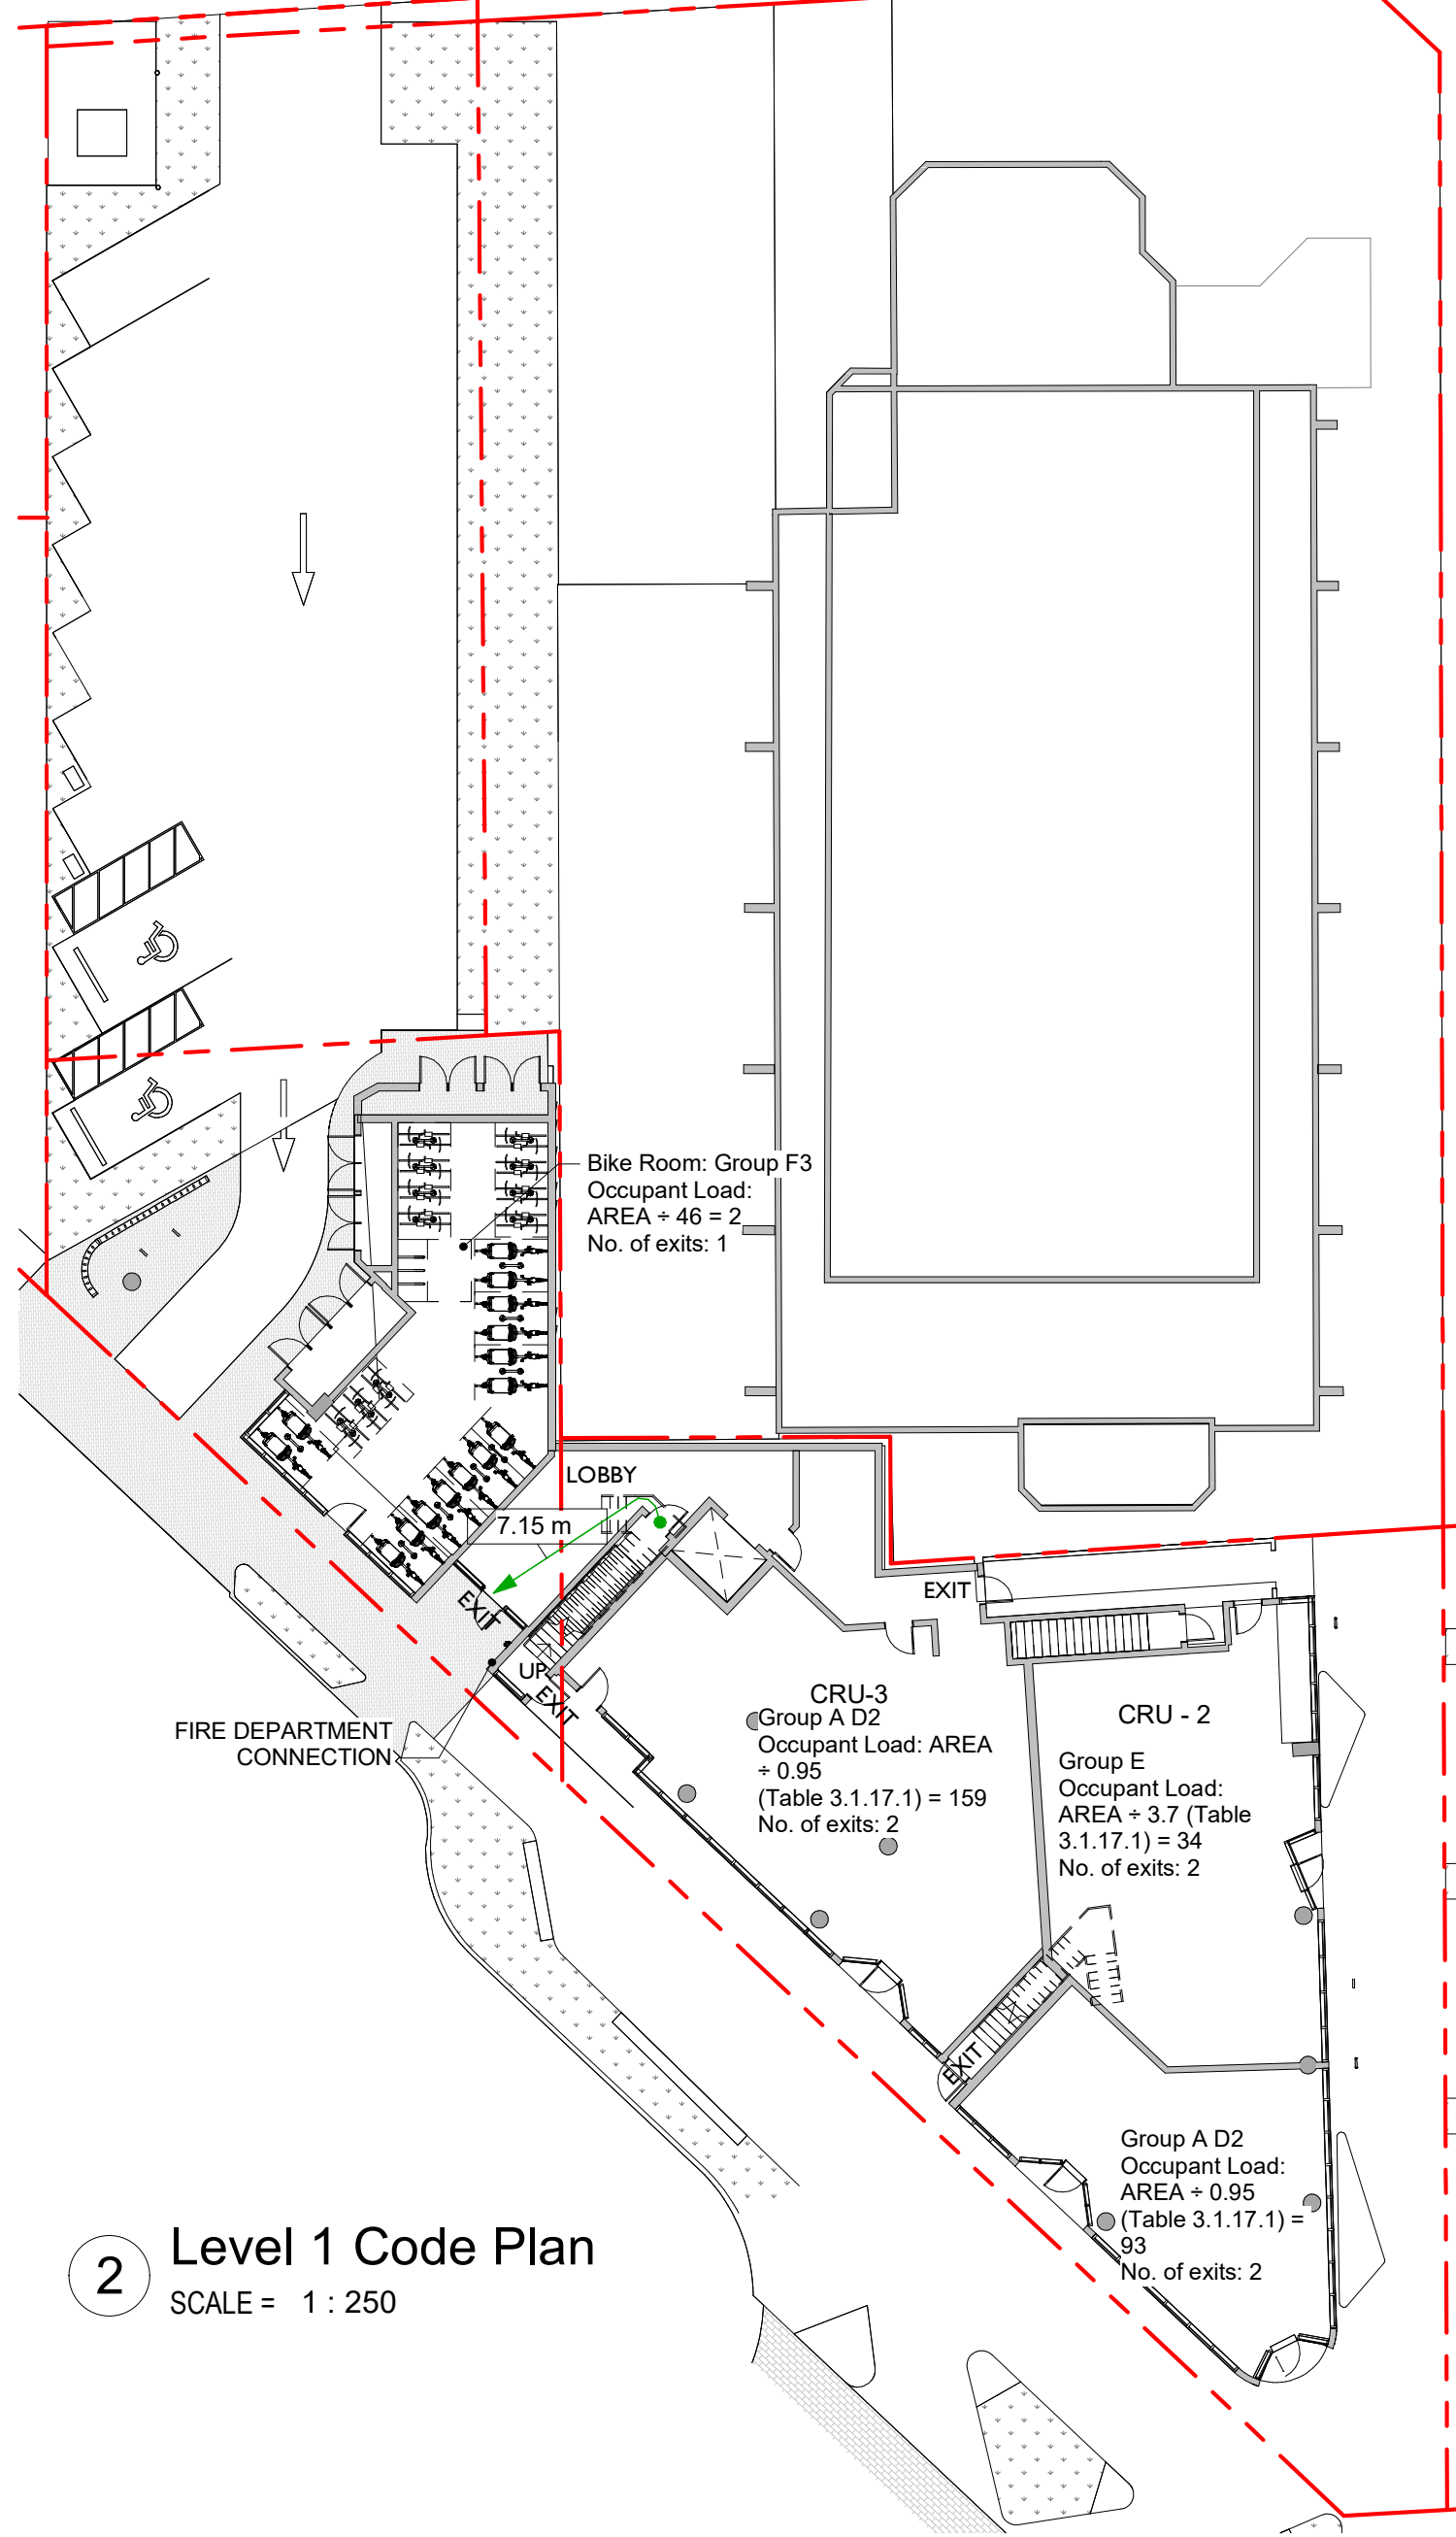 Bike Room: Group F3
Occupant Load:
AREA ÷ 46 = 2
No. of exits: 1
LOBBY
7.15 m
EXIT
EXIT
UP
EXIT
FIRE DEPARTMENT
CONNECTION
CRU-3
Group A D2
Occupant Load: AREA
÷ 0.95
(Table 3.1.17.1) = 159
No. of exits: 2
CRU - 2
Group E
Occupant Load:
AREA ÷ 3.7 (Table
3.1.17.1) = 34
No. of exits: 2
EXIT
Group A D2
Occupant Load:
AREA ÷ 0.95
(Table 3.1.17.1) =
93
No. of exits: 2
2
Level 1 Code Plan
SCALE = 1 : 250